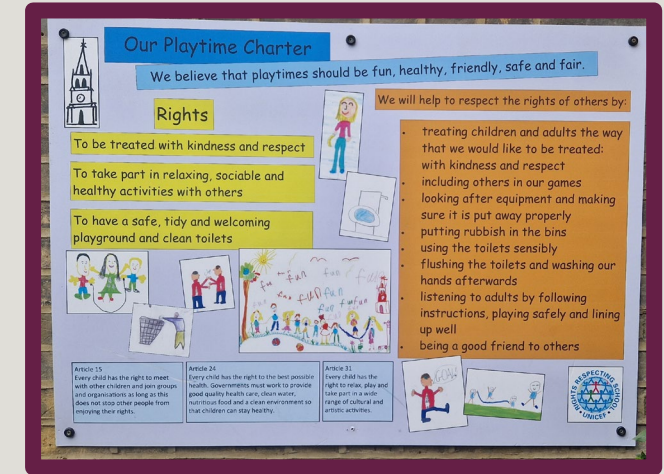 Our Playtime Charter
We believe that playtimes should be fun, healthy, friendly, safe and fair.
Rights
To be treated with kindness and respect
To take part in relaxing, sociable and
healthy activities with others
To have a safe, tidy and welcoming
playground and clean toilets
We will help to respect the rights of others by:
• treating children and adults the way
that we would like to be treated:
with kindness and respect
• including others in our games
• looking after equipment and making
sure it is put away properly
• putting rubbish in the bins
• using the toilets sensibly
• flushing the toilets and washing our
hands afterwards
• listening to adults by following
instructions, playing safely and lining
up well
• being a good friend to others
fun fun fun fun
fun fun fun fun
fun fun fun
Article 15
Every child has the right to meet
with other children and join groups
and organisations as long as this
does not stop other people from
enjoying their rights.
Article 24
Every child has the right to the best possible
health. Governments must work to provide
good quality health care, clean water,
nutritious food and a clean environment so
that children can stay healthy.
Article 31
Every child has the
right to relax, play and
take part in a wide
range of cultural and
artistic activities.
RIGHTS RESPECTING SCHOOL
UNICEF